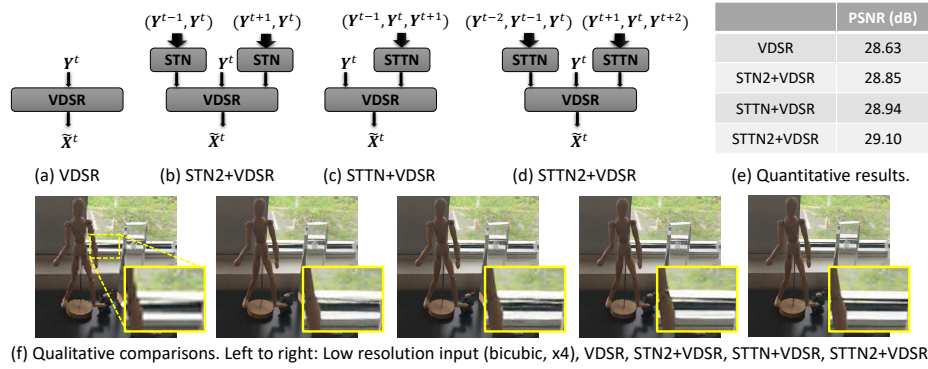 (Y^{t-1}, Y^t) (Y^{t+1}, Y^t) (Y^{t-1}, Y^t, Y^{t+1}) (Y^{t-2}, Y^{t-1}, Y^t) (Y^t, Y^{t+1}, Y^{t+2})
Y^t STN Y^t STN Y^t STTN STTN Y^t STTN
VDSR VDSR VDSR VDSR
X̃^t X̃^t X̃^t X̃^t
(a) VDSR (b) STN2+VDSR (c) STTN+VDSR (d) STTN2+VDSR
PSNR (dB)
VDSR 28.63
STN2+VDSR 28.85
STTN+VDSR 28.94
STTN2+VDSR 29.10
(e) Quantitative results.
(f) Qualitative comparisons. Left to right: Low resolution input (bicubic, x4), VDSR, STN2+VDSR, STTN+VDSR, STTN2+VDSR